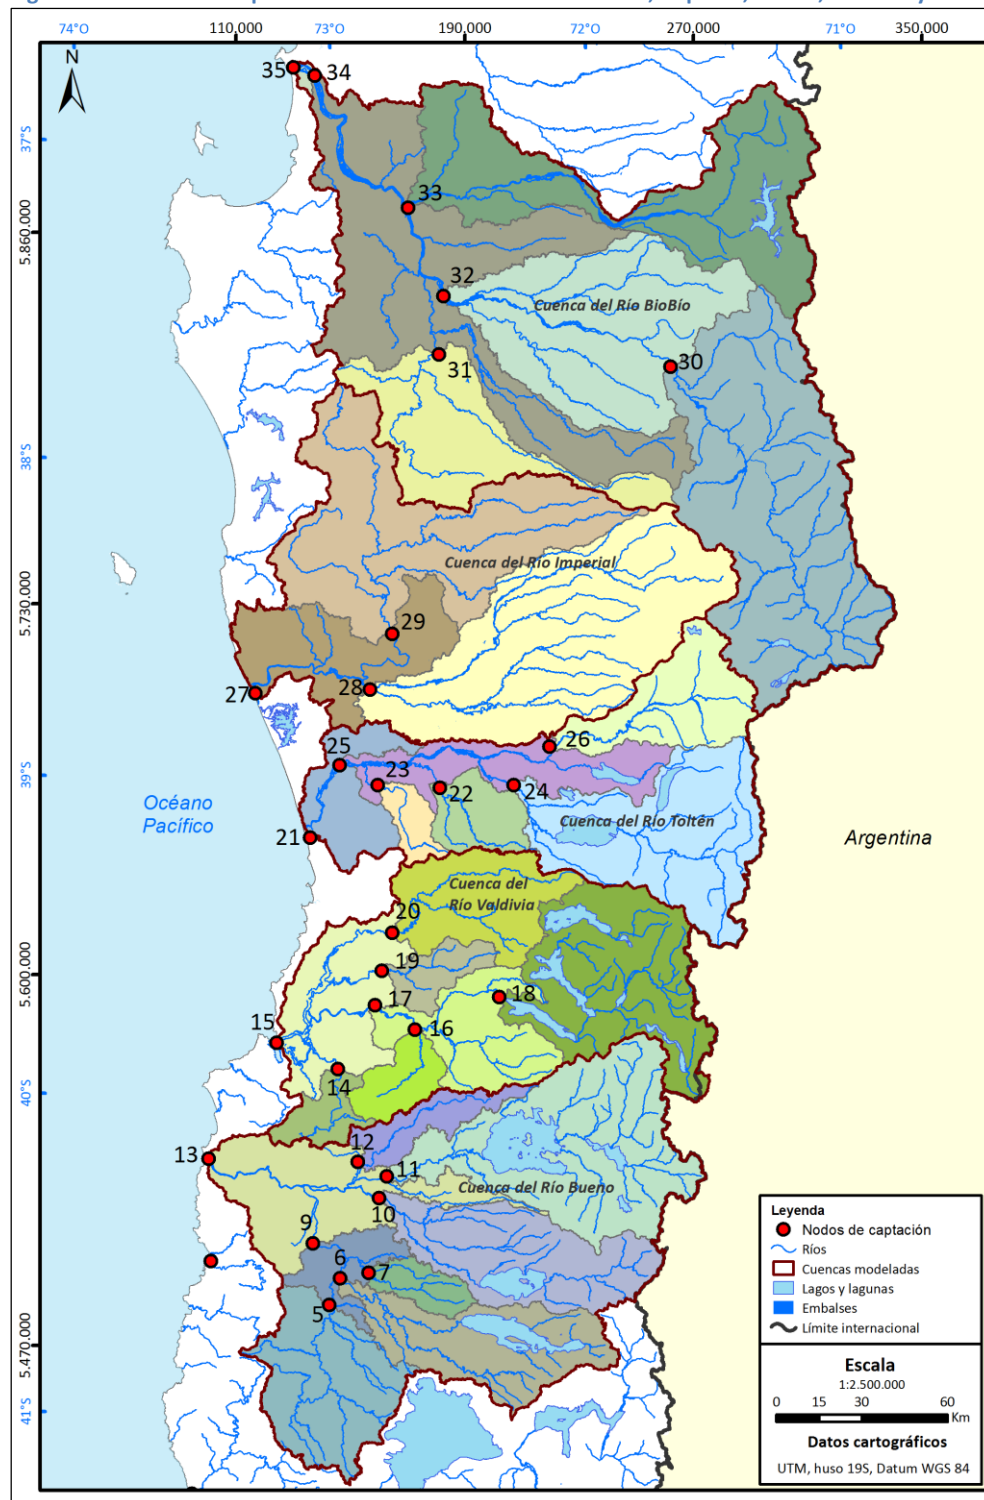 74°O
110.000
73°O
190.000
72°O
270.000
71°O
350.000
N
35
34
37°S
33
5.860.000
32
Cuenca del Río BioBío
31
30
38°S
Cuenca del Río Imperial
5.730.000
29
28
27
26
25
39°S
23
22
24
Océano
Pacífico
Cuenca del Río Toltén
Argentina
21
Cuenca del
Río Valdivia
20
19
5.600.000
18
17
16
15
14
40°S
13
12
11
Cuenca del Río Bueno
10
9
6
7
5
5.470.000
41°S
Leyenda
Nodos de captación
Ríos
Cuencas modeladas
Lagos y lagunas
Embalses
Límite internacional
Escala
1:2.500.000
0 15 30 60
Km
Datos cartográficos
UTM, huso 19S, Datum WGS 84